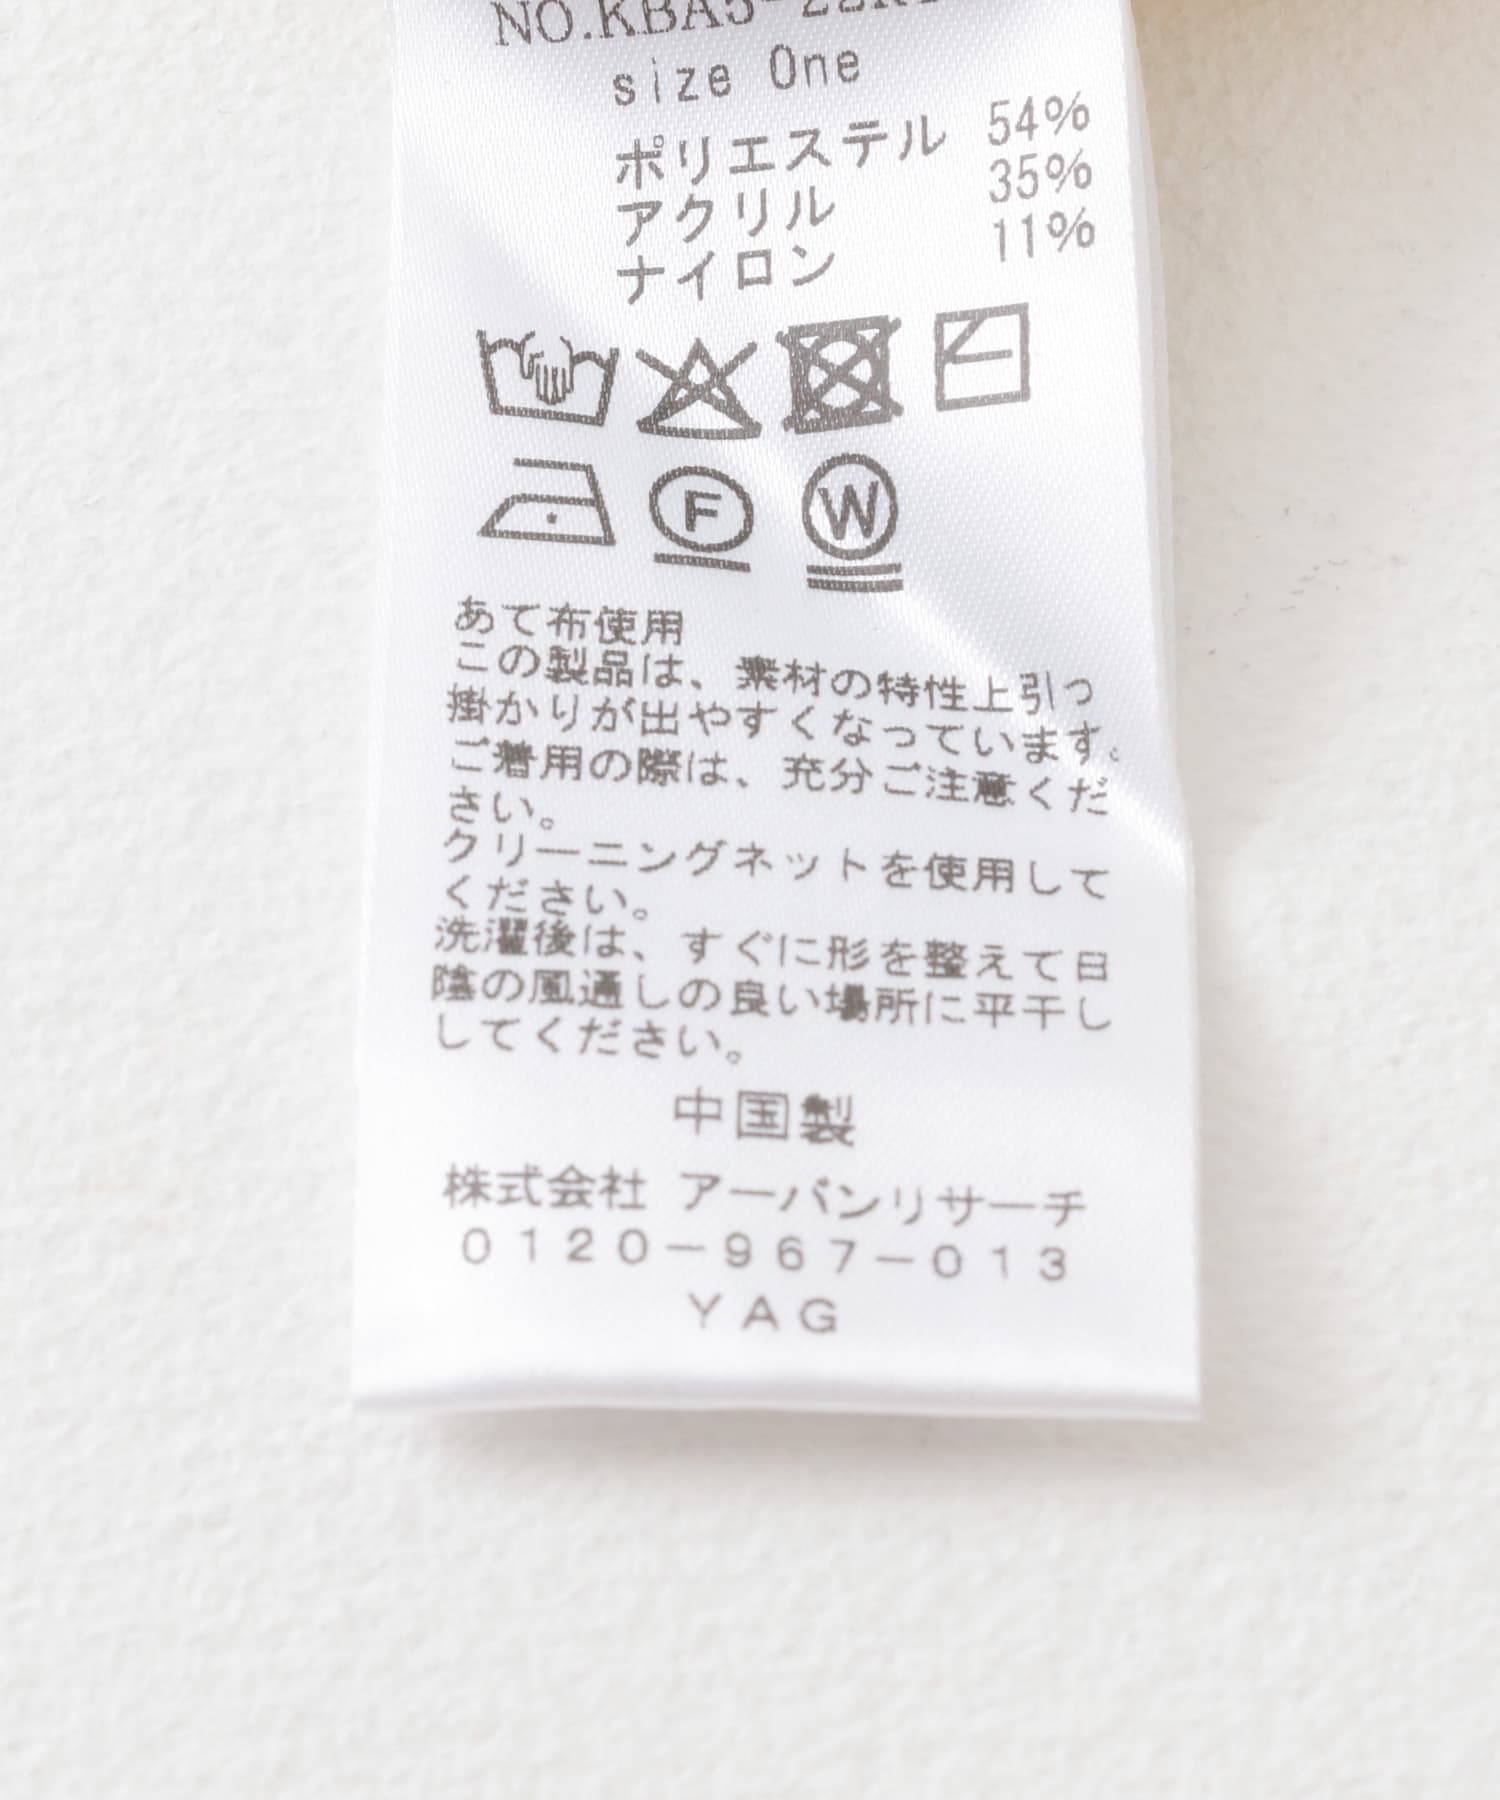 size One
ポリエステル 54%
アクリル 35%
ナイロン 11%
F W
あて布使用
この製品は、素材の特性上引っ
掛かりが出やすくなっています。
ご着用の際は、充分ご注意くだ
さい。
クリーニングネットを使用して
ください。
洗濯後は、すぐに形を整えて日
陰の風通しの良い場所に平干し
してください。
中国製
株式会社 アーバンリサーチ
0120-967-013
YAG